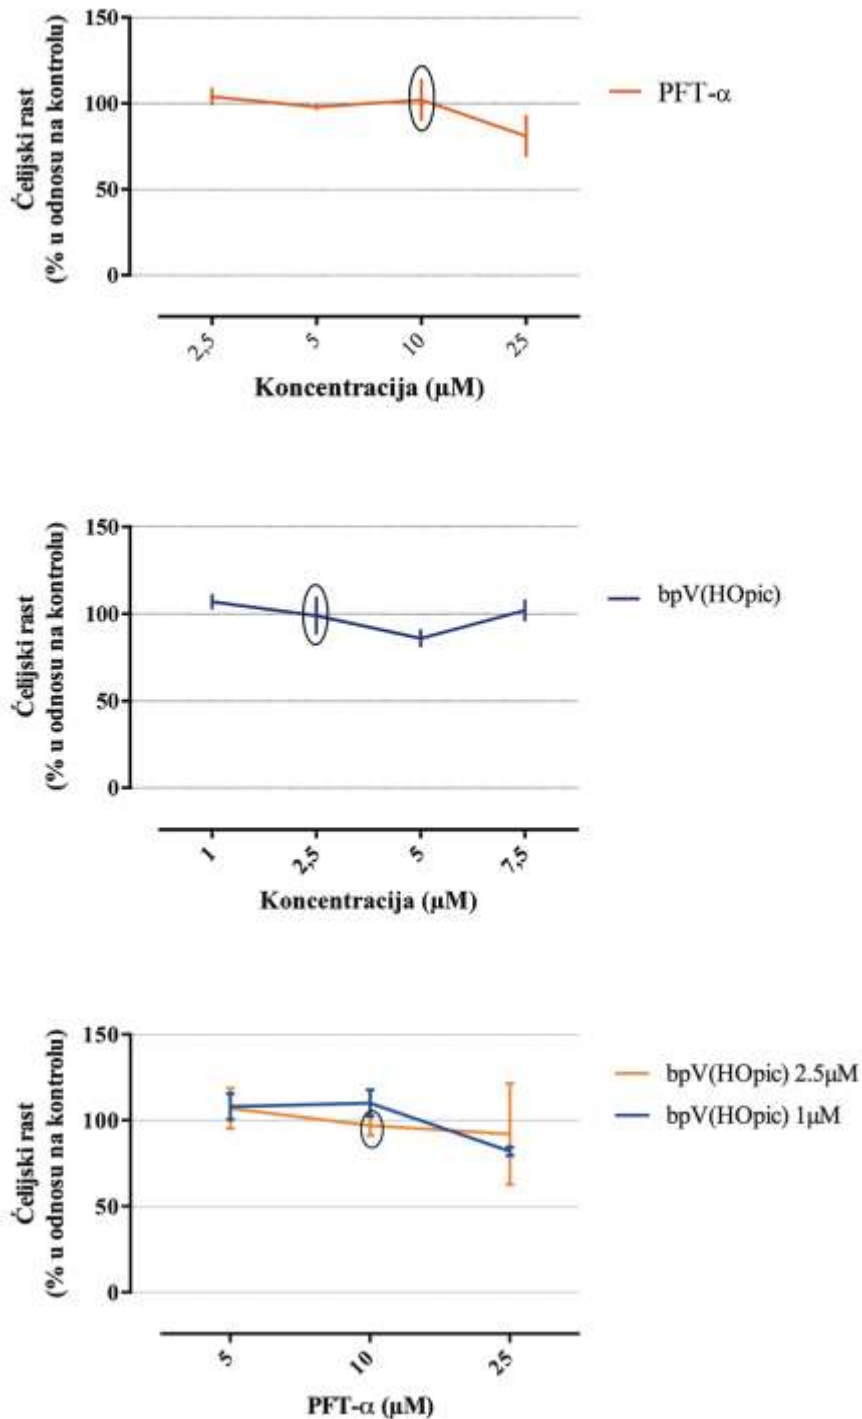 Ćelijski rast
(% u odnosu na kontrolu)
150
100
50
0
2,5
5
10
25
Koncentracija (µM)
PFT-α
Ćelijski rast
(% u odnosu na kontrolu)
150
100
50
0
1
2,5
5
7,5
Koncentracija (µM)
bpV(HOpic)
Ćelijski rast
(% u odnosu na kontrolu)
150
100
50
0
5
10
25
PFT-α (µM)
bpV(HOpic) 2.5µM
bpV(HOpic) 1µM